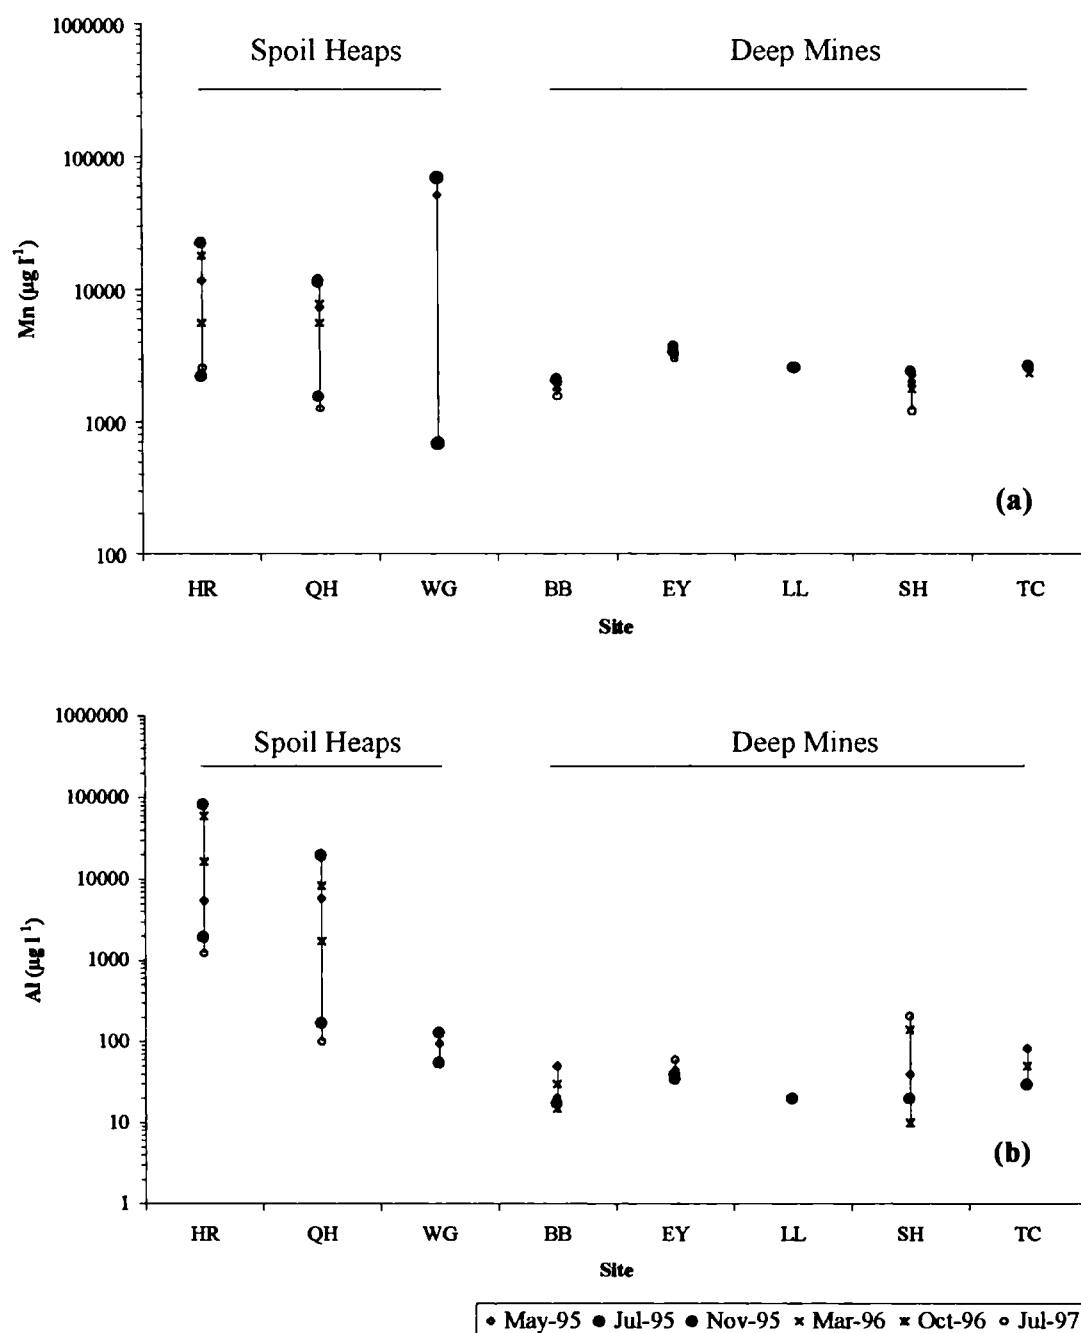 1000000
Spoil Heaps Deep Mines
100000
10000
1000
100
Mn (µg l⁻¹)
(a)
HR QH WG BB EY LL SH TC
Site
1000000
Spoil Heaps Deep Mines
100000
10000
1000
100
10
1
Al (µg l⁻¹)
(b)
HR QH WG BB EY LL SH TC
Site
May-95 Jul-95 Nov-95 Mar-96 Oct-96 Jul-97